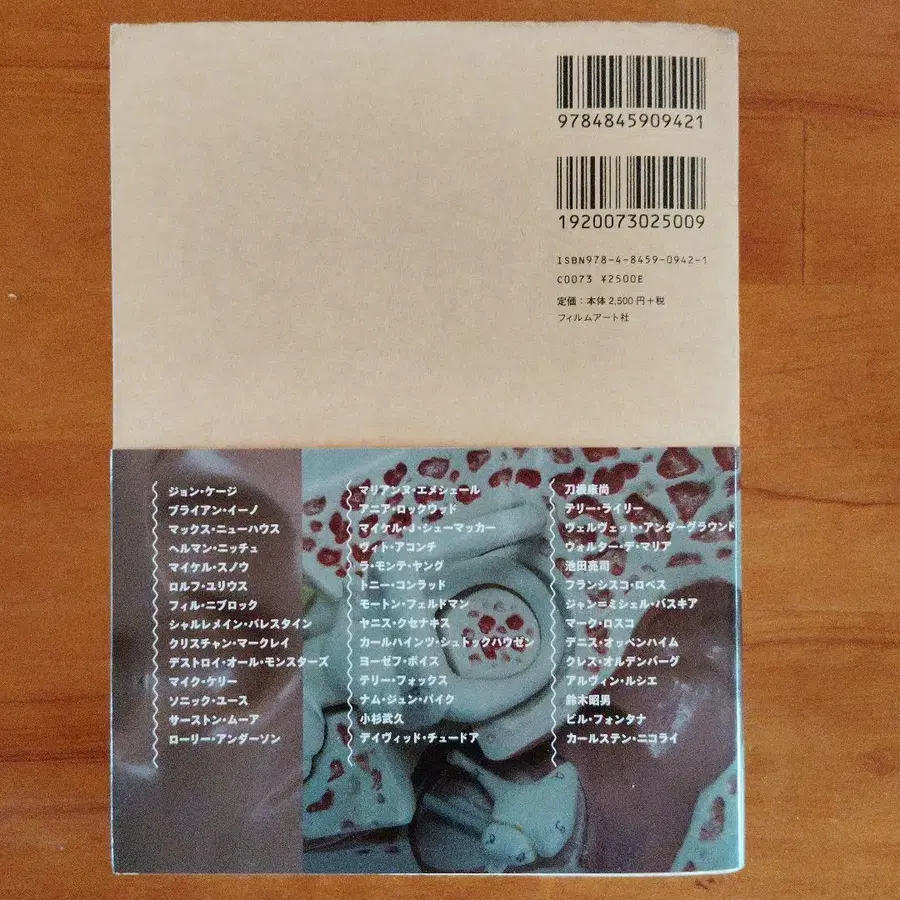 9784845909421
1920073025009
ISBN978-4-8459-0942-1
C0073 ¥2500E
定価:本体2,500円+税
フィルムアート社
ジョン・ケージ
ブライアン・イーノ
マックス・ニューハウス
ヘルマン・ニッチュ
マイケル・スノウ
ロルフ・ユリウス
フィル・ニブロック
シャルレメイン・パレスタイン
クリスチャン・マークレイ
デストロイ・オール・モンスターズ
マイク・ケリー
ソニック・ユース
サーストン・ムーア
ローリー・アンダーソン
マリアンヌ・エメシェール
アニア・ロックウッド
マイケル・J・シューマッカー
ヴィト・アコンチ
ラ・モンテ・ヤング
トニー・コンラッド
モートン・フェルドマン
ヤニス・クセナキス
カールハインツ・シュトックハウゼン
ヨーゼフ・ボイス
テリー・フォックス
ナム・ジュン・パイク
小杉武久
デイヴィッド・チュードア
刀根康尚
テリー・ライリー
ヴェルヴェット・アンダーグラウンド
ウォルター・デ・マリア
池田亮司
フランシスコ・ロペス
ジャン=ミシェル・バスキア
マーク・ロスコ
デニス・オッペンハイム
クレス・オルデンバーグ
アルヴィン・ルシエ
鈴木昭男
ビル・フォンタナ
カールステン・ニコライ